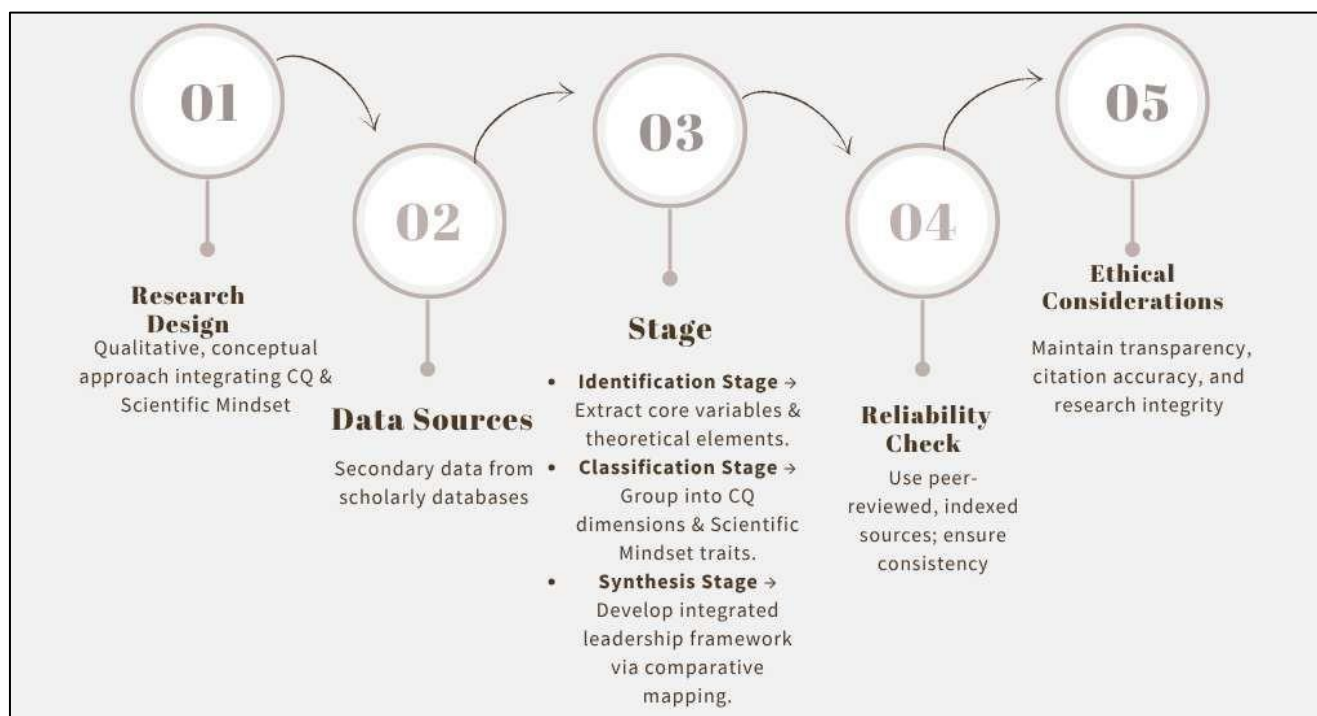 01
Research
Design
Qualitative, conceptual
approach integrating CQ &
Scientific Mindset
02
Data Sources
Secondary data from
scholarly databases
03
Stage
• Identification Stage →
Extract core variables &
theoretical elements.
• Classification Stage →
Group into CQ
dimensions & Scientific
Mindset traits.
• Synthesis Stage →
Develop integrated
leadership framework
via comparative
mapping.
04
Reliability
Check
Use peer-
reviewed, indexed
sources; ensure
consistency
05
Ethical
Considerations
Maintain transparency,
citation accuracy, and
research integrity